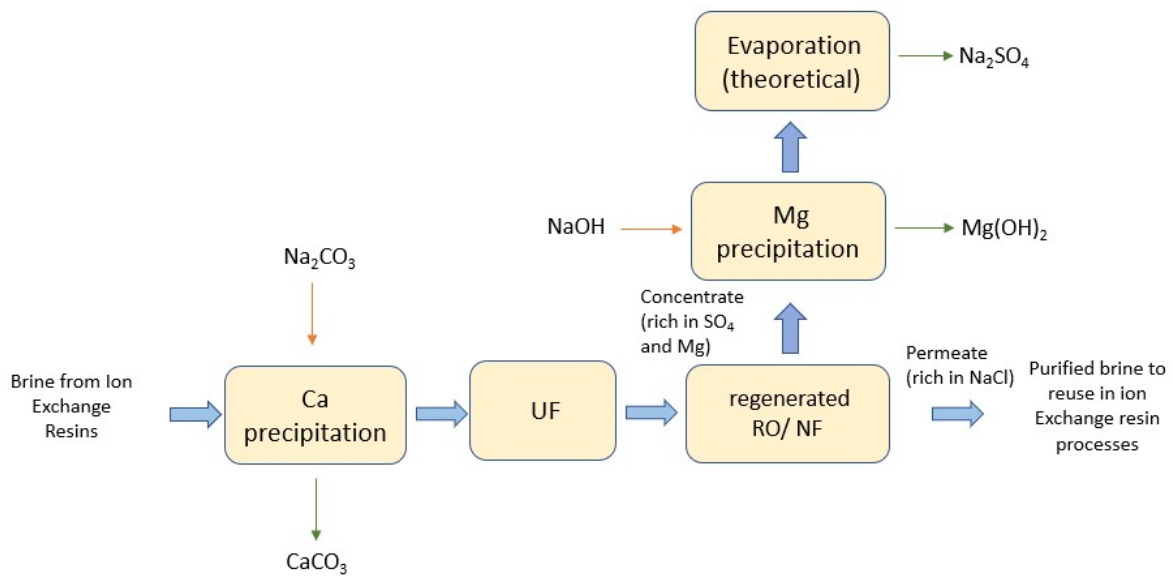 Evaporation
(theoretical)
Na₂SO₄
NaOH
Mg
precipitation
Mg(OH)₂
Na₂CO₃
Concentrate
(rich in SO₄
and Mg)
Permeate
(rich in NaCl)
Brine from Ion
Exchange
Resins
Ca
precipitation
UF
regenerated
RO/ NF
Purified brine to
reuse in ion
Exchange resin
processes
CaCO₃